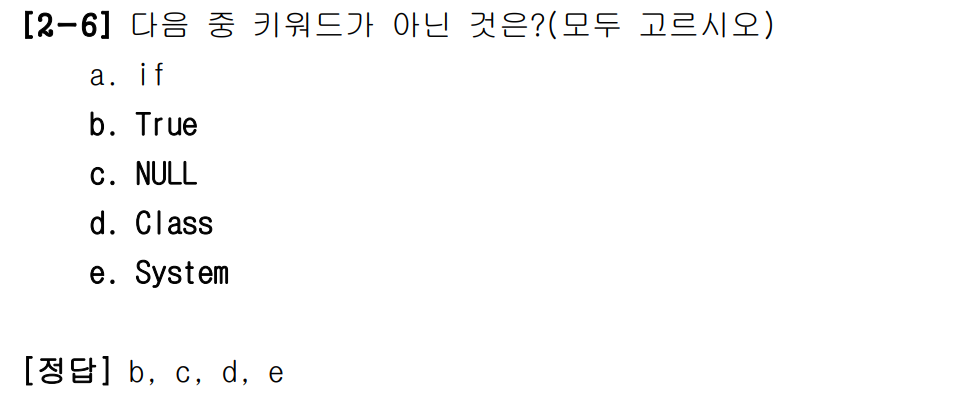 [2-6] 다음 중 키워드가 아닌 것은?(모두 고르시오)
a. if
b. True
c. NULL
d. Class
e. System
[정답] b, c, d, e